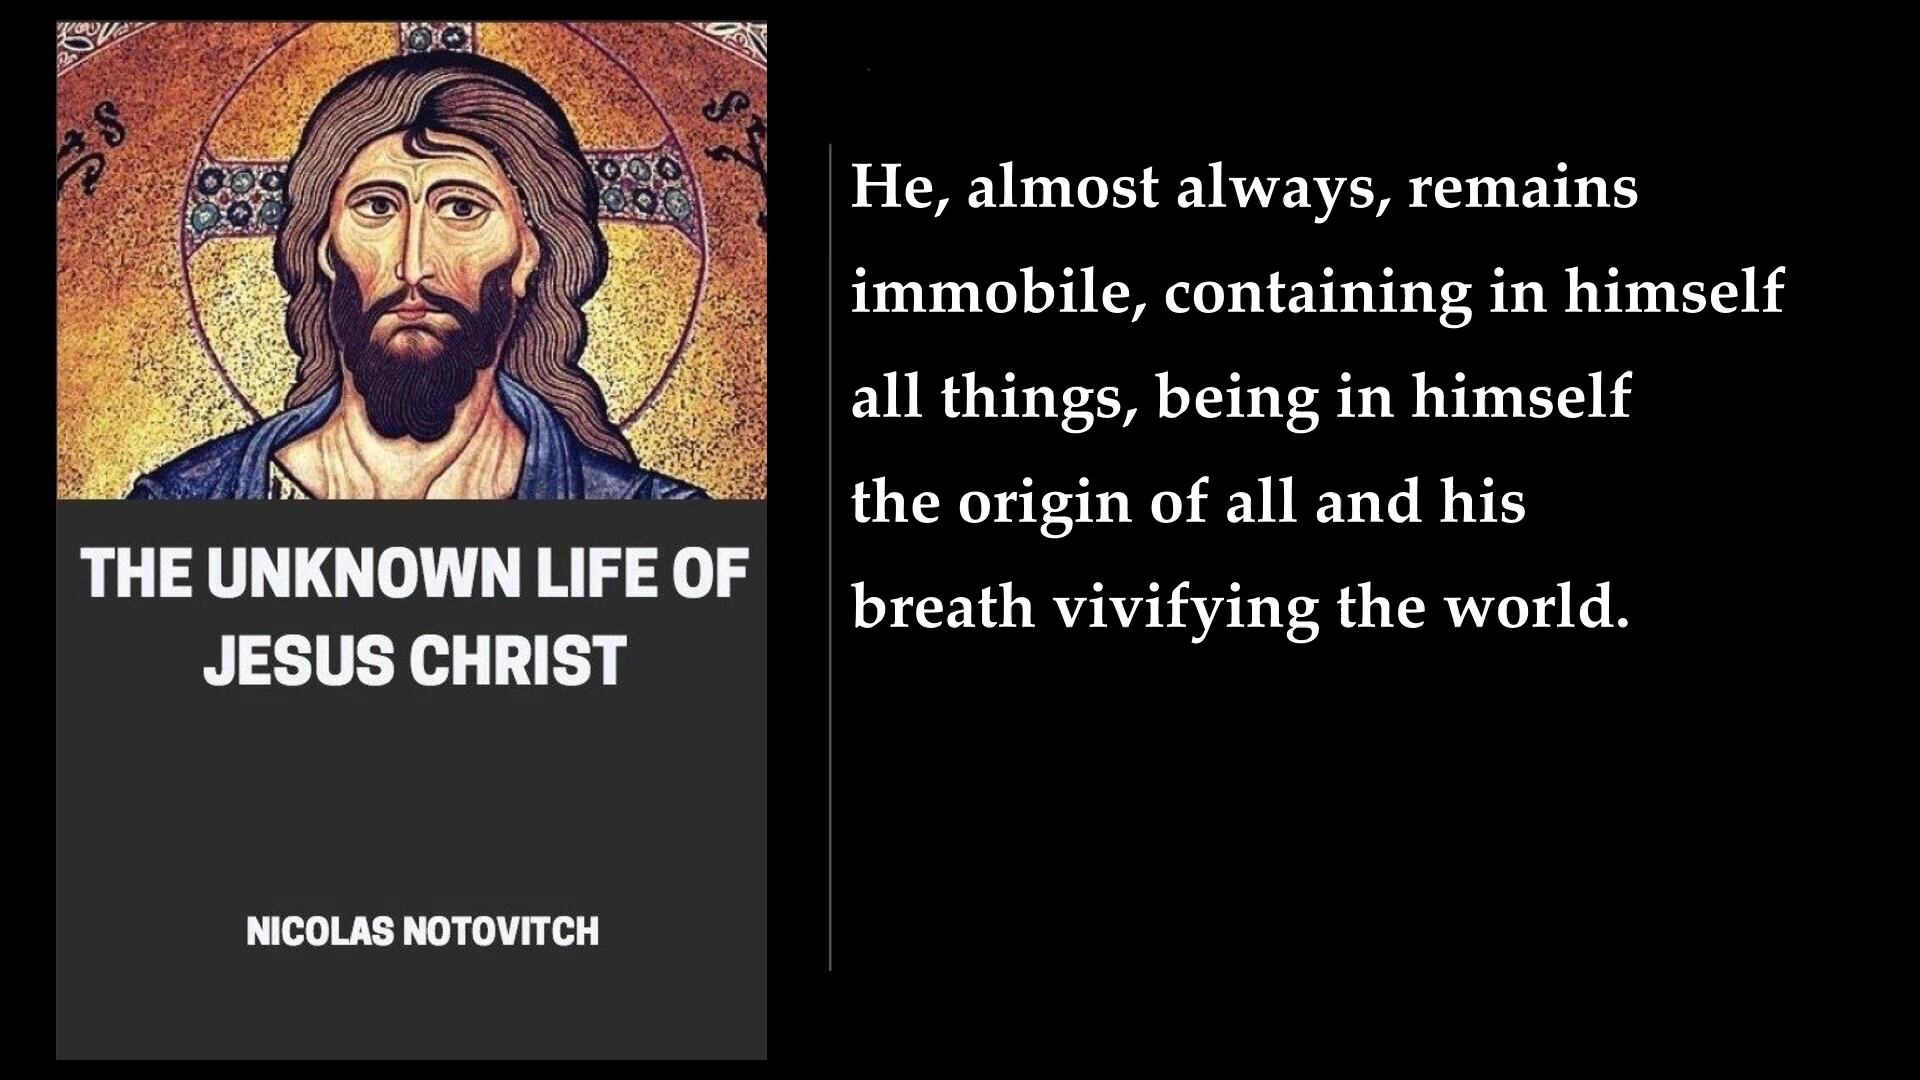 THE UNKNOWN LIFE OF
JESUS CHRIST
NICOLAS NOTOVITCH
He, almost always, remains
immobile, containing in himself
all things, being in himself
the origin of all and his
breath vivifying the world.